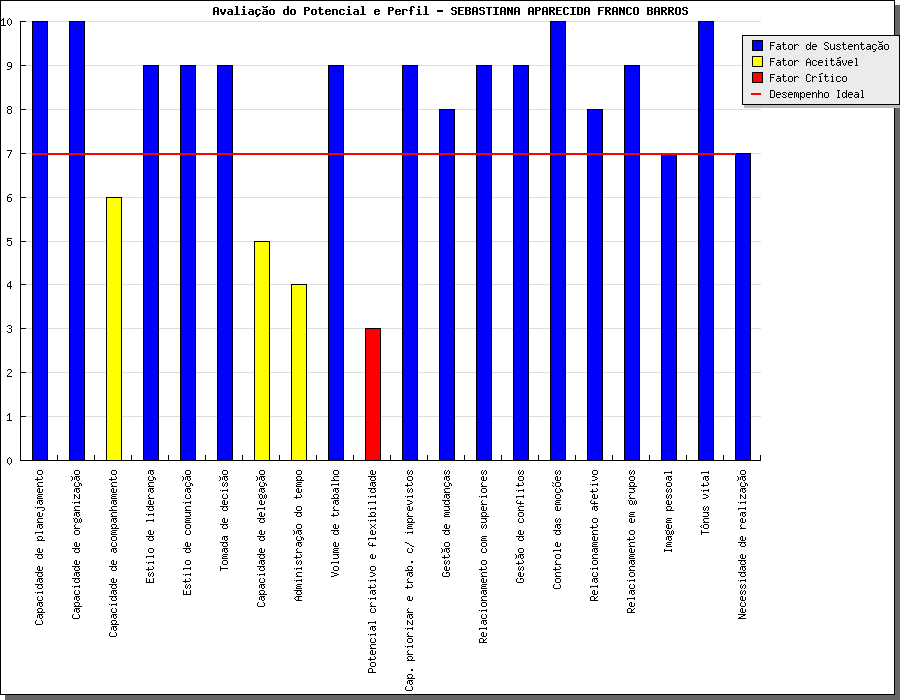 Avaliação do Potencial e Perfil - SEBASTIANA APARECIDA FRANCO BARROS
Fator de Sustentação
Fator Aceitável
Fator Crítico
Desempenho Ideal
10
9
8
7
6
5
4
3
2
1
0
Capacidade de planejamento
Capacidade de organização
Capacidade de acompanhamento
Estilo de liderança
Estilo de comunicação
Tomada de decisão
Capacidade de delegação
Administração do tempo
Volume de trabalho
Potencial criativo e flexibilidade
Cap. priorizar e trab. c/ imprevistos
Gestão de mudanças
Relacionamento com superiores
Gestão de conflitos
Controle das emoções
Relacionamento afetivo
Relacionamento em grupos
Imagem pessoal
Tônus vital
Necessidade de realização